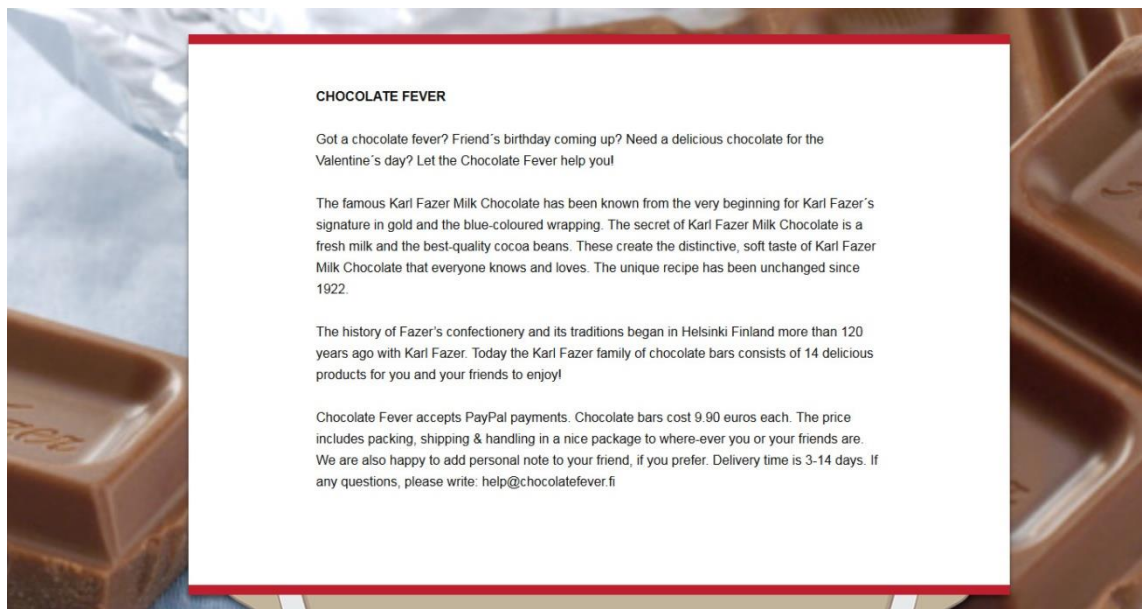 CHOCOLATE FEVER
Got a chocolate fever? Friend´s birthday coming up? Need a delicious chocolate for the
Valentine´s day? Let the Chocolate Fever help you!
The famous Karl Fazer Milk Chocolate has been known from the very beginning for Karl Fazer´s
signature in gold and the blue-coloured wrapping. The secret of Karl Fazer Milk Chocolate is a
fresh milk and the best-quality cocoa beans. These create the distinctive, soft taste of Karl Fazer
Milk Chocolate that everyone knows and loves. The unique recipe has been unchanged since
1922.
The history of Fazer’s confectionery and its traditions began in Helsinki Finland more than 120
years ago with Karl Fazer. Today the Karl Fazer family of chocolate bars consists of 14 delicious
products for you and your friends to enjoy!
Chocolate Fever accepts PayPal payments. Chocolate bars cost 9.90 euros each. The price
includes packing, shipping & handling in a nice package to where-ever you or your friends are.
We are also happy to add personal note to your friend, if you prefer. Delivery time is 3-14 days. If
any questions, please write: help@chocolatefever.fi